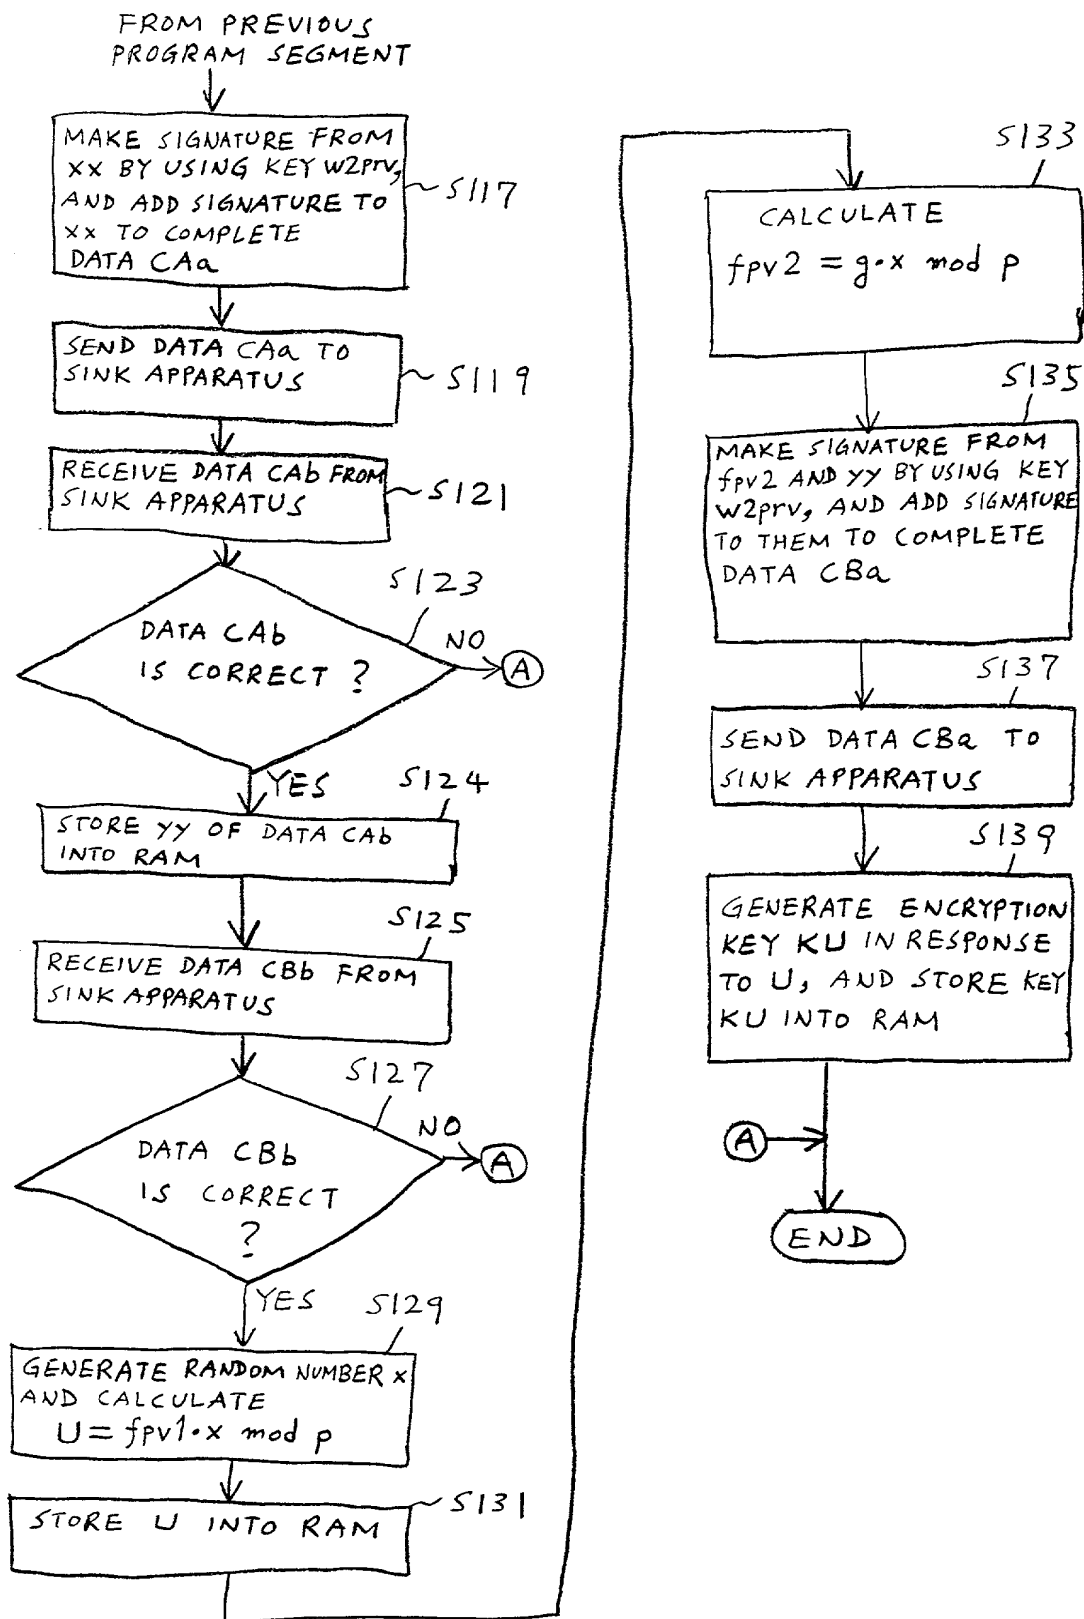 FROM PREVIOUS
PROGRAM SEGMENT
MAKE SIGNATURE FROM
xx BY USING KEY w2prv,
AND ADD SIGNATURE TO
xx TO COMPLETE
DATA CAa
S117
SEND DATA CAa TO
SINK APPARATUS
S119
RECEIVE DATA CAb FROM
SINK APPARATUS
S121
S123
DATA CAb
IS CORRECT ?
NO
A
YES
S124
STORE yy OF DATA CAb
INTO RAM
S125
RECEIVE DATA CBb FROM
SINK APPARATUS
S127
DATA CBb
IS CORRECT
?
NO
A
YES
S129
GENERATE RANDOM NUMBER x
AND CALCULATE
U = fpv1·x mod p
S131
STORE U INTO RAM
S133
CALCULATE
fpv2 = g·x mod p
S135
MAKE SIGNATURE FROM
fpv2 AND yy BY USING KEY
w2prv, AND ADD SIGNATURE
TO THEM TO COMPLETE
DATA CBa
S137
SEND DATA CBa TO
SINK APPARATUS
S139
GENERATE ENCRYPTION
KEY KU IN RESPONSE
TO U, AND STORE KEY
KU INTO RAM
A
END